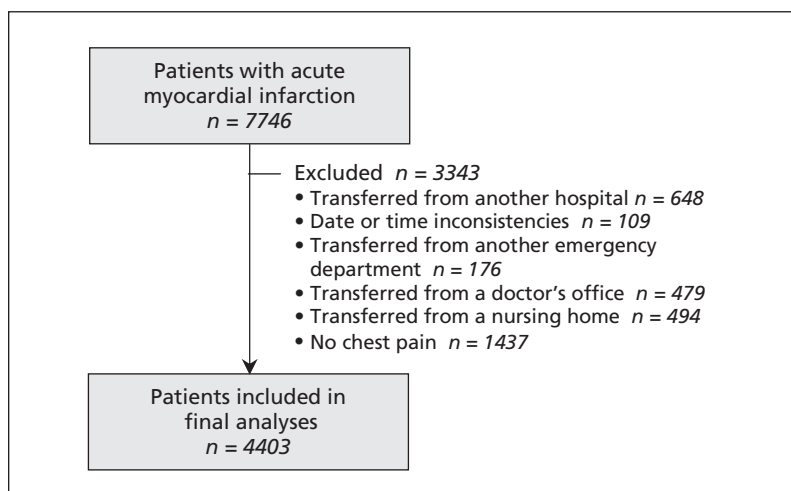 Patients with acute
myocardial infarction
n = 7746
Excluded n = 3343
• Transferred from another hospital n = 648
• Date or time inconsistencies n = 109
• Transferred from another emergency
department n = 176
• Transferred from a doctor’s office n = 479
• Transferred from a nursing home n = 494
• No chest pain n = 1437
Patients included in
final analyses
n = 4403